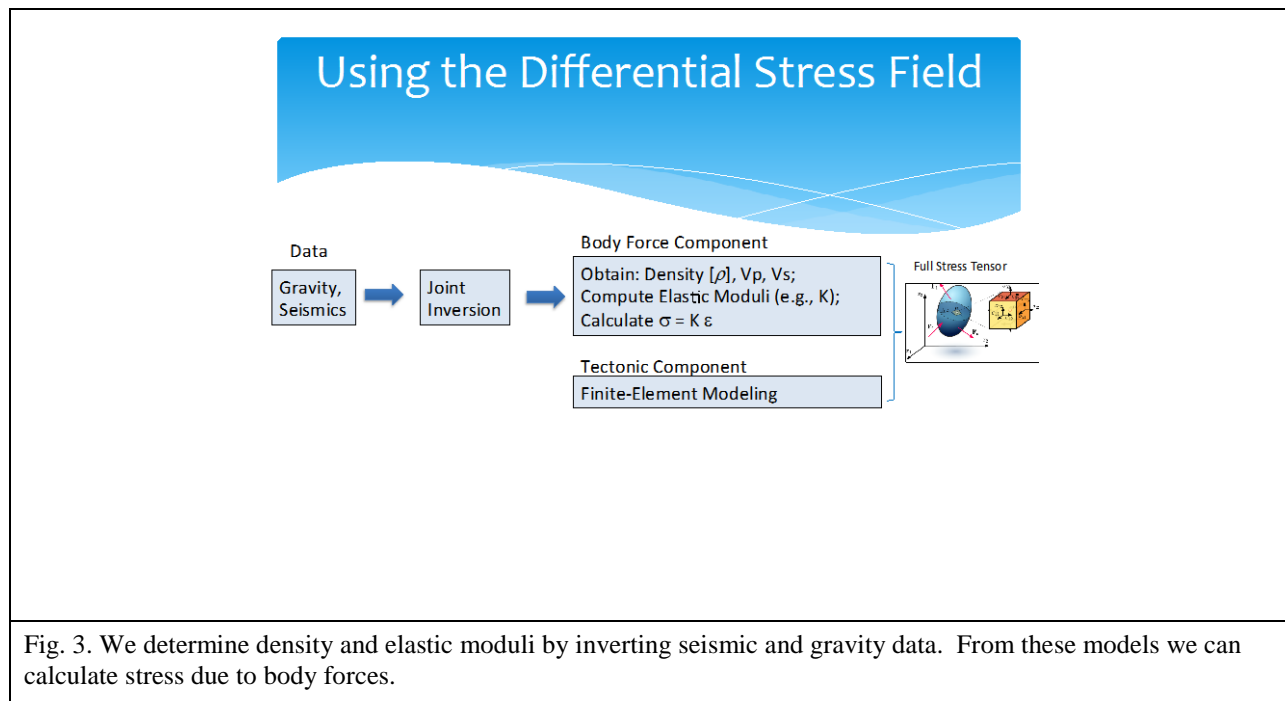 Using the Differential Stress Field
Data
Gravity,
Seismics
Joint
Inversion
Body Force Component
Obtain: Density [ρ], Vp, Vs;
Compute Elastic Moduli (e.g., K);
Calculate σ = K ε
Tectonic Component
Finite-Element Modeling
Full Stress Tensor
Fig. 3. We determine density and elastic moduli by inverting seismic and gravity data. From these models we can
calculate stress due to body forces.